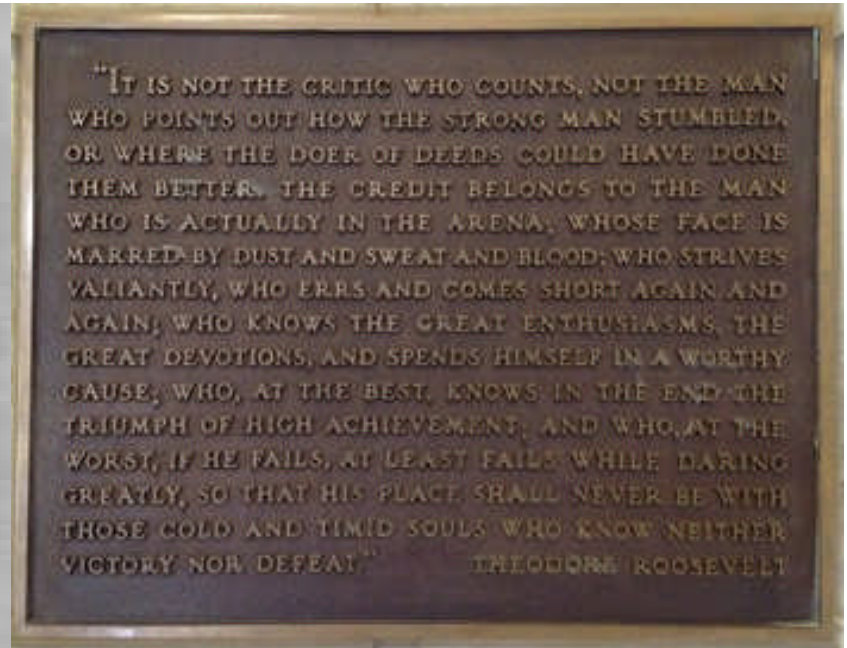 "IT IS NOT THE CRITIC WHO COUNTS, NOT THE MAN
WHO POINTS OUT HOW THE STRONG MAN STUMBLED,
OR WHERE THE DOER OF DEEDS COULD HAVE DONE
THEM BETTER. THE CREDIT BELONGS TO THE MAN
WHO IS ACTUALLY IN THE ARENA, WHOSE FACE IS
MARRED BY DUST AND SWEAT AND BLOOD; WHO STRIVES
VALIANTLY, WHO ERRS AND COMES SHORT AGAIN AND
AGAIN; WHO KNOWS THE GREAT ENTHUSIASMS, THE
GREAT DEVOTIONS, AND SPENDS HIMSELF IN A WORTHY
CAUSE, WHO, AT THE BEST, KNOWS IN THE END THE
TRIUMPH OF HIGH ACHIEVEMENT; AND WHO, AT THE
WORST, IF HE FAILS, AT LEAST FAILS WHILE DARING
GREATLY, SO THAT HIS PLACE SHALL NEVER BE WITH
THOSE COLD AND TIMID SOULS WHO KNOW NEITHER
VICTORY NOR DEFEAT." THEODORE ROOSEVELT